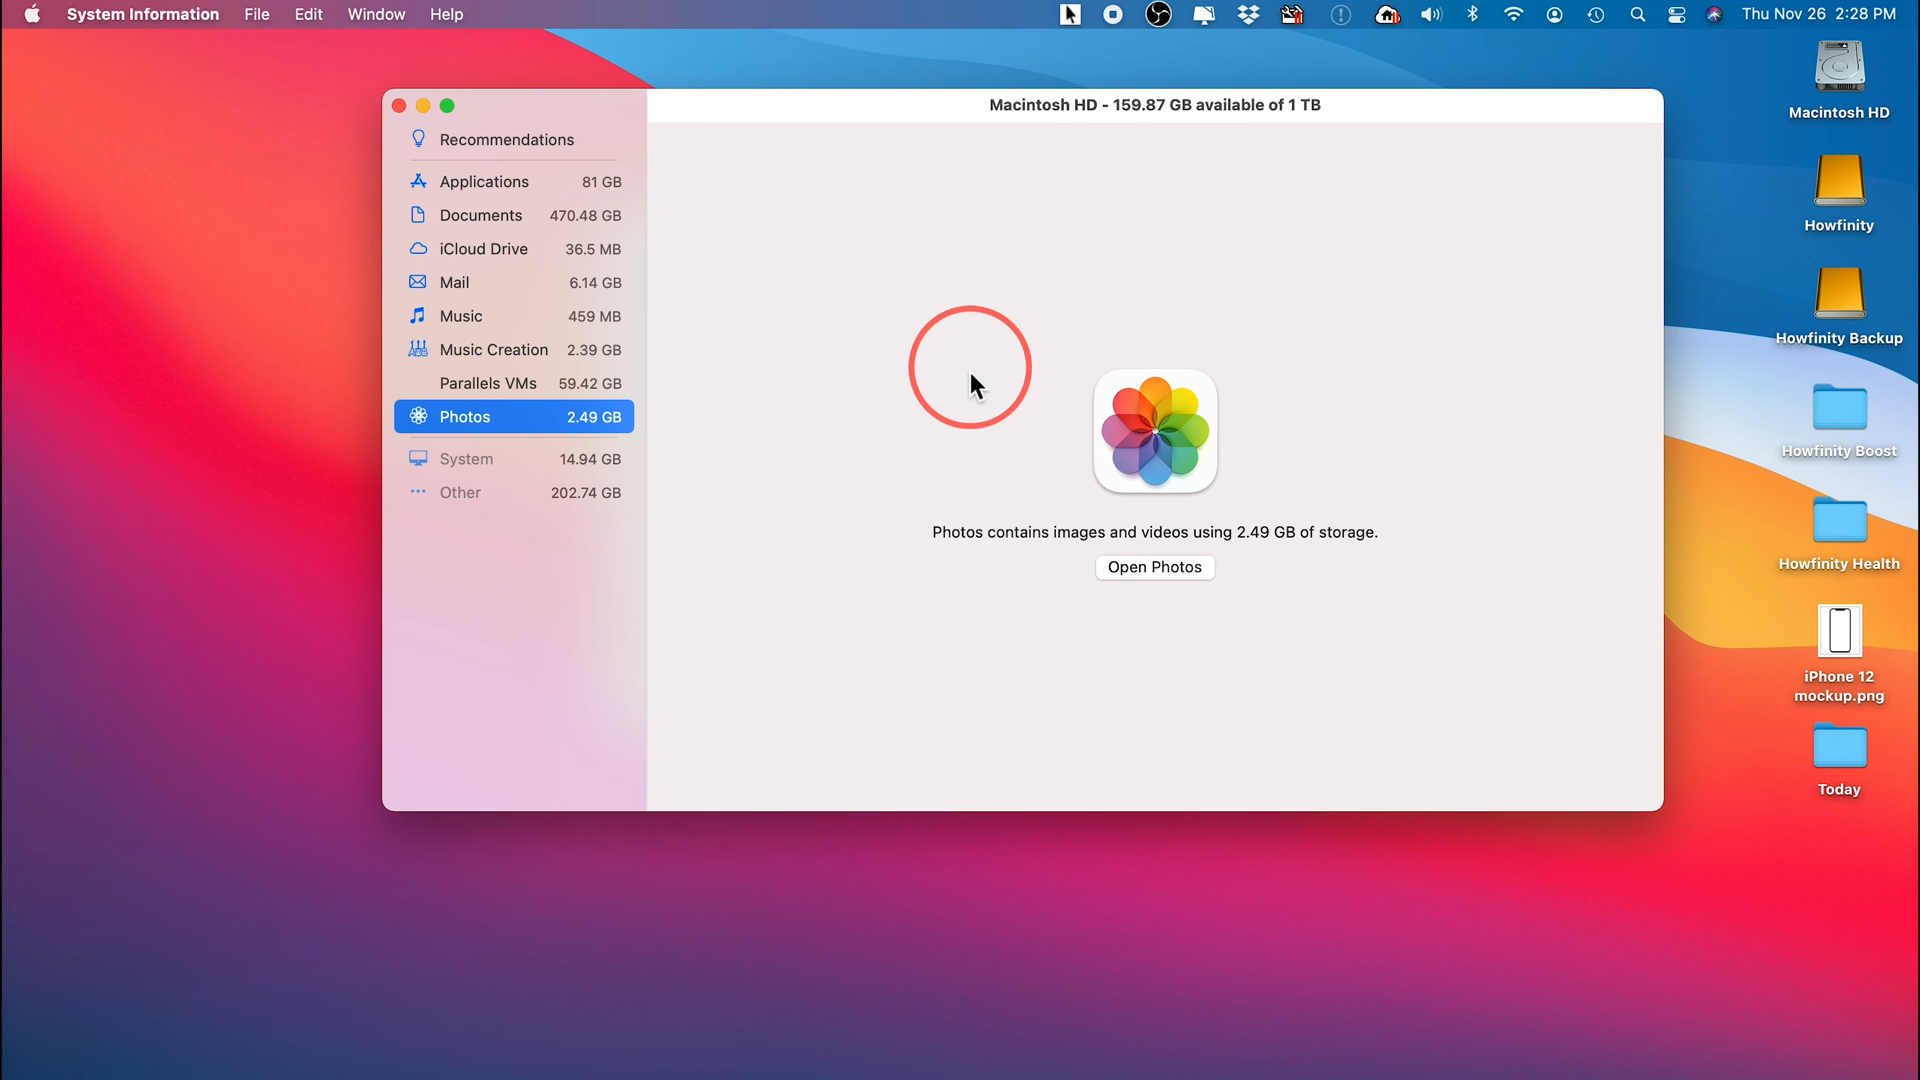 System Information File Edit Window Help Thu Nov 26 2:28 PM
Macintosh HD - 159.87 GB available of 1 TB
Recommendations
Applications 81 GB
Documents 470.48 GB
iCloud Drive 36.5 MB
Mail 6.14 GB
Music 459 MB
Music Creation 2.39 GB
Parallels VMs 59.42 GB
Photos 2.49 GB
System 14.94 GB
Other 202.74 GB
Photos contains images and videos using 2.49 GB of storage.
Open Photos
Macintosh HD
Howfinity
Howfinity Backup
Howfinity Boost
Howfinity Health
iPhone 12
mockup.png
Today